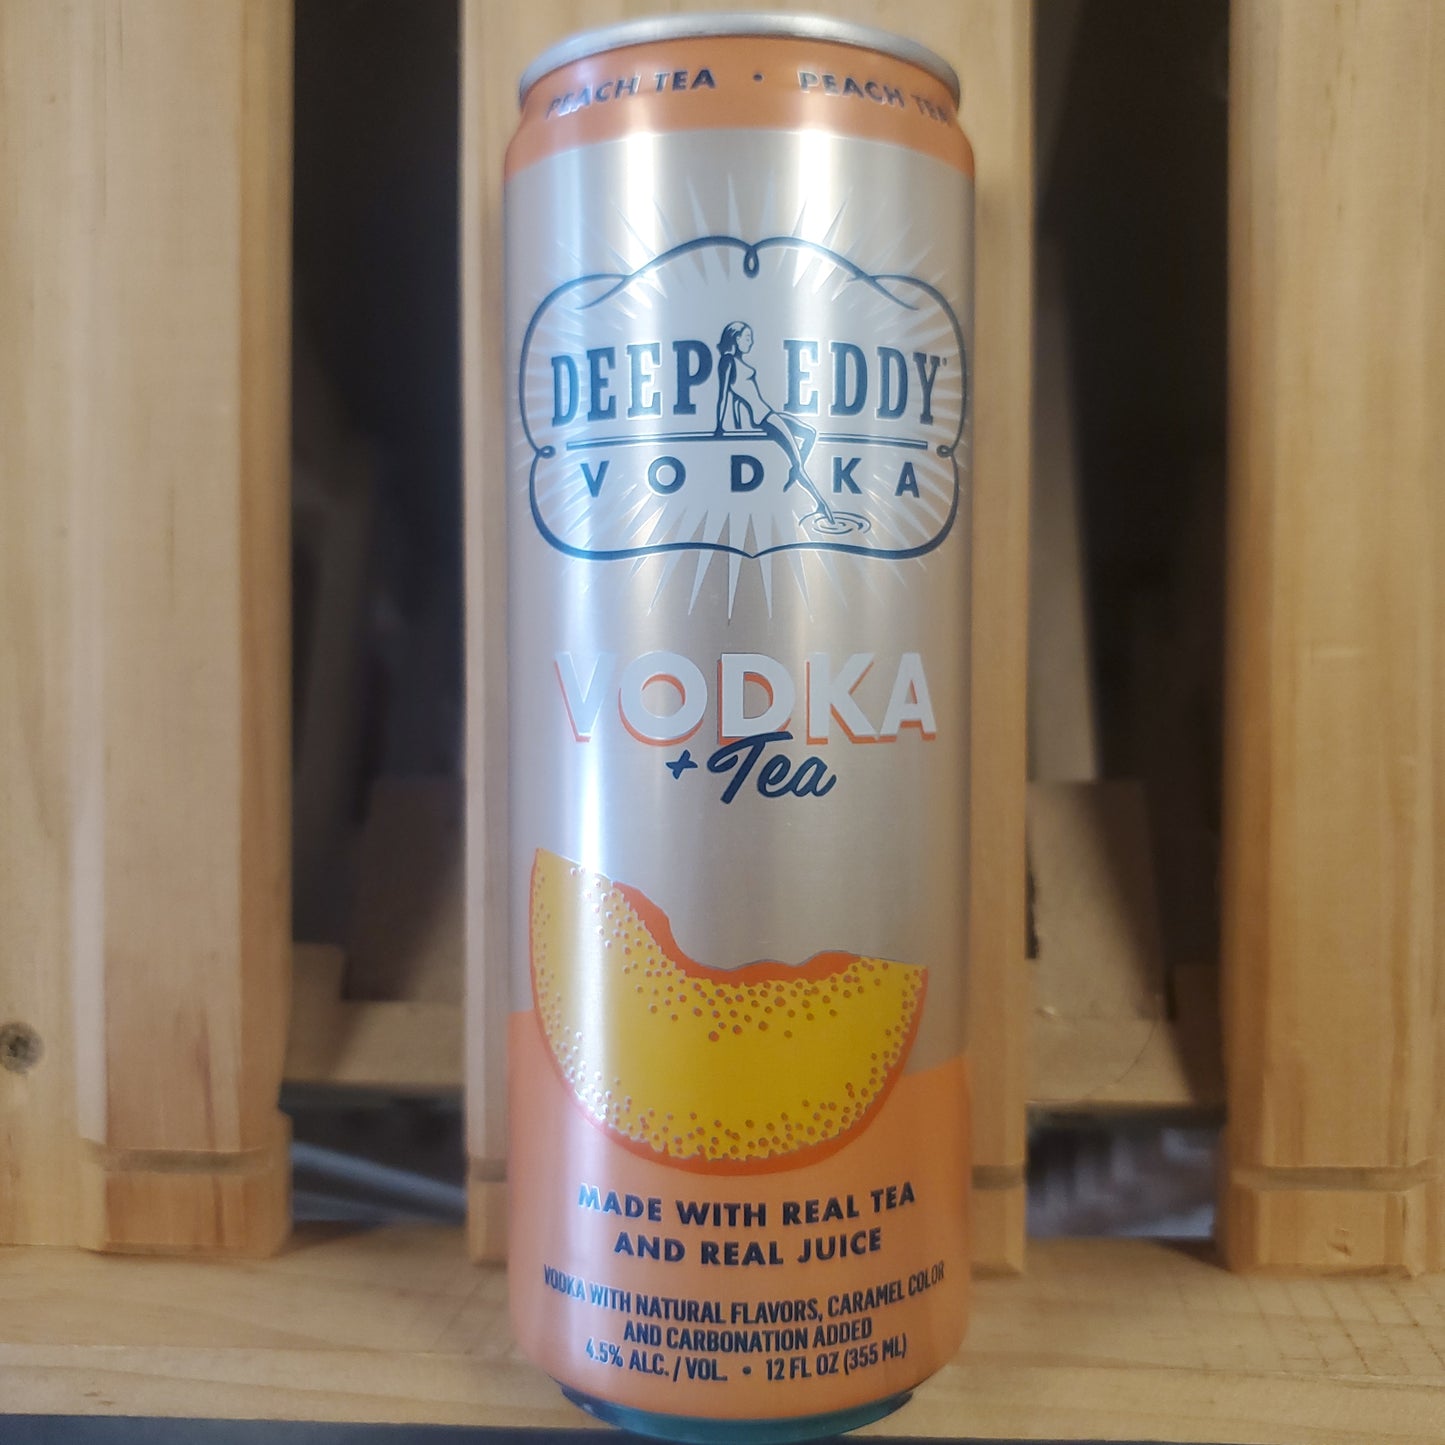 PEACH TEA • PEACH TEA
DEEP EDDY
VODKA
VODKA
+ Tea
MADE WITH REAL TEA
AND REAL JUICE
VODKA WITH NATURAL FLAVORS, CARAMEL COLOR
AND CARBONATION ADDED
4.5% ALC. / VOL. • 12 FL OZ (355 ML)